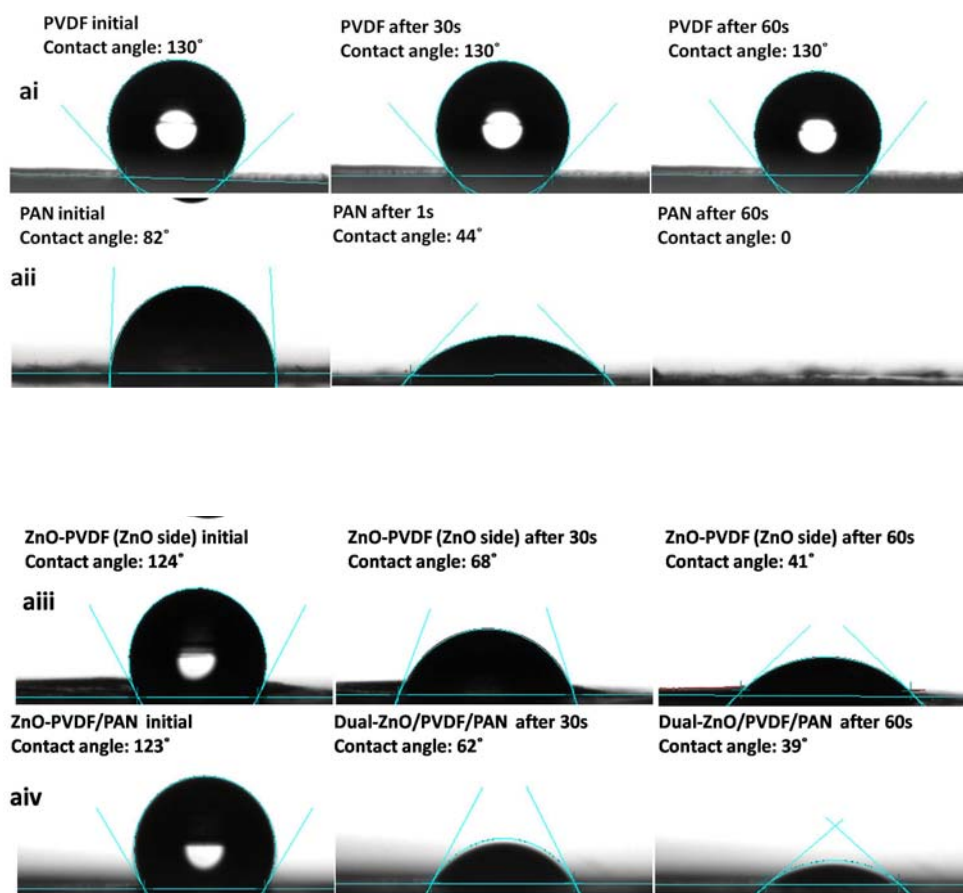 PVDF initial
Contact angle: 130˚
PVDF after 30s
Contact angle: 130˚
PVDF after 60s
Contact angle: 130˚
ai
PAN initial
Contact angle: 82˚
PAN after 1s
Contact angle: 44˚
PAN after 60s
Contact angle: 0
aii
ZnO-PVDF (ZnO side) initial
Contact angle: 124˚
ZnO-PVDF (ZnO side) after 30s
Contact angle: 68˚
ZnO-PVDF (ZnO side) after 60s
Contact angle: 41˚
aiii
ZnO-PVDF/PAN initial
Contact angle: 123˚
Dual-ZnO/PVDF/PAN after 30s
Contact angle: 62˚
Dual-ZnO/PVDF/PAN after 60s
Contact angle: 39˚
aiv